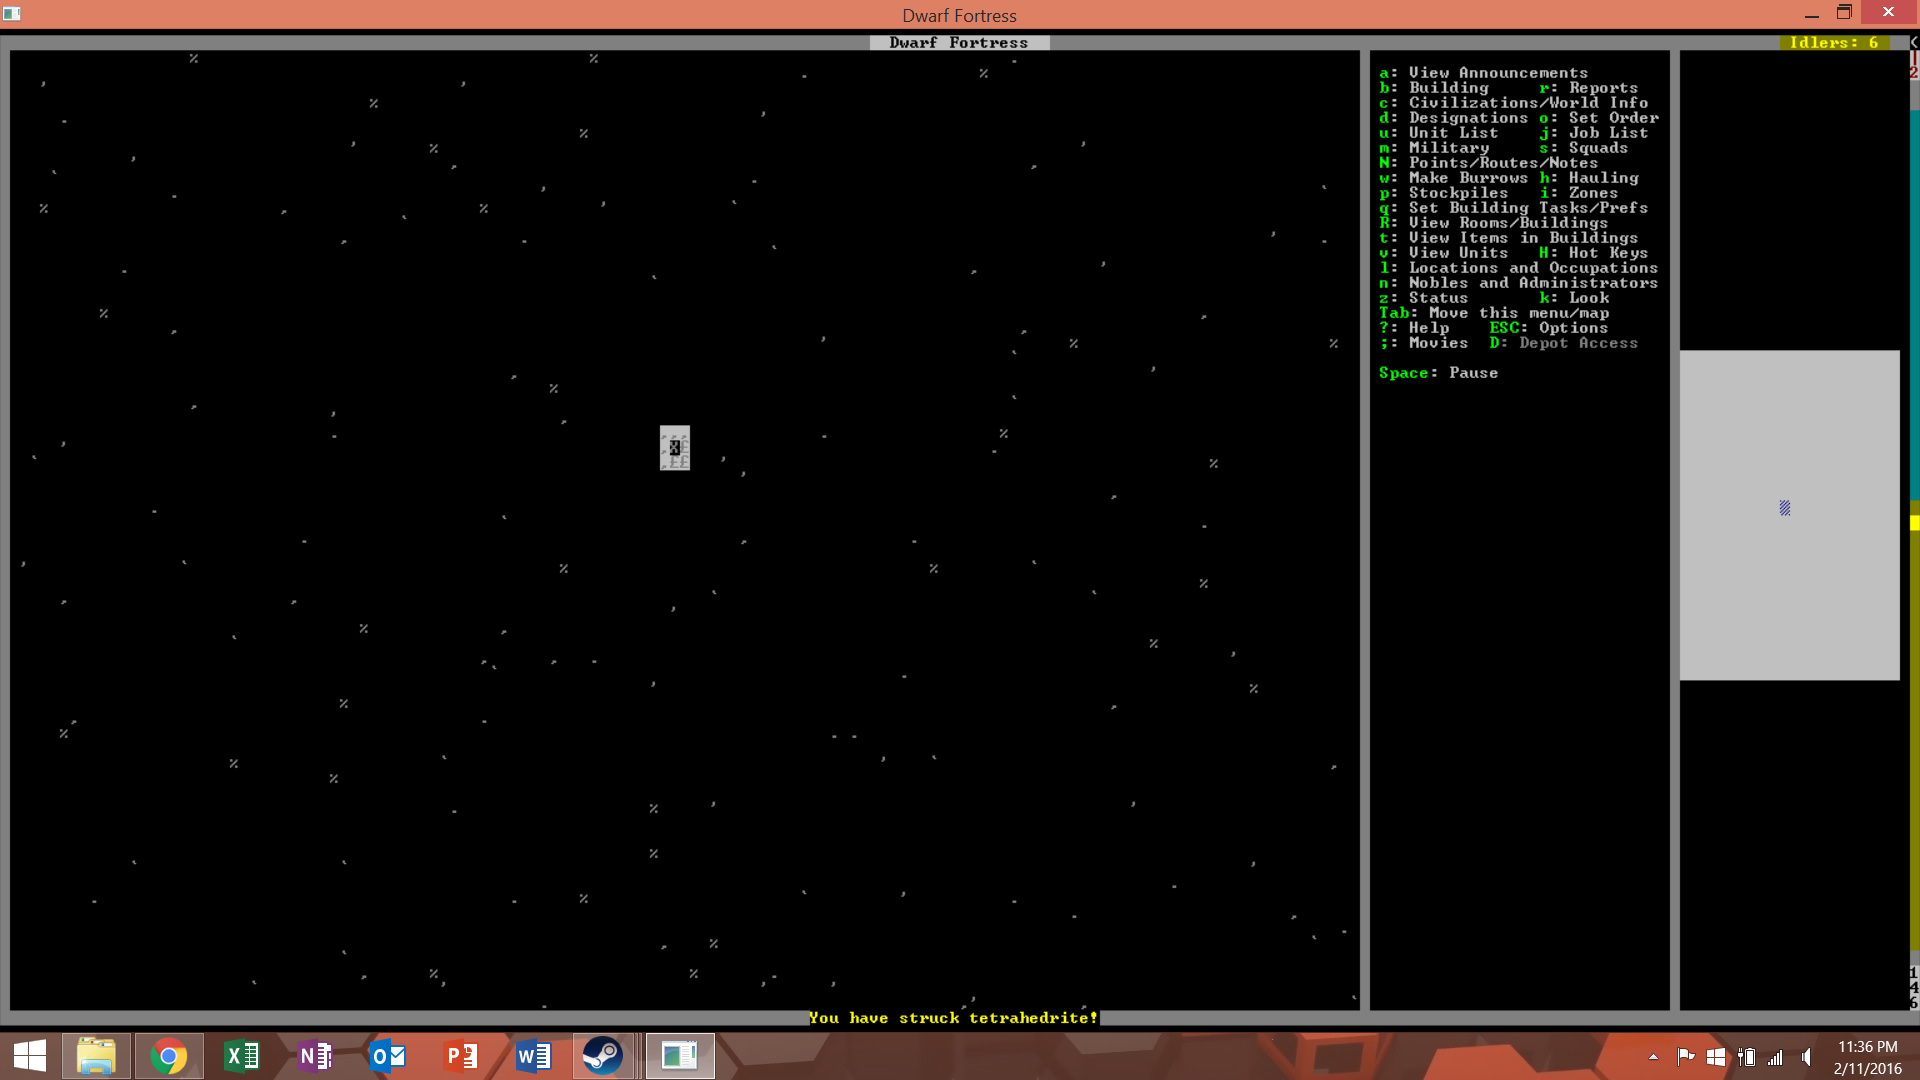 Dwarf Fortress
Dwarf Fortress
Idlers: 6
a: View Announcements
b: Building r: Reports
c: Civilizations/World Info
d: Designations o: Set Order
u: Unit List j: Job List
m: Military s: Squads
N: Points/Routes/Notes
w: Make Burrows h: Hauling
p: Stockpiles i: Zones
q: Set Building Tasks/Prefs
R: View Rooms/Buildings
t: View Items in Buildings
v: View Units H: Hot Keys
l: Locations and Occupations
n: Nobles and Administrators
z: Status k: Look
Tab: Move this menu/map
?: Help ESC: Options
;: Movies D: Depot Access
Space: Pause
146
You have struck tetrahedrite!
11:36 PM
2/11/2016